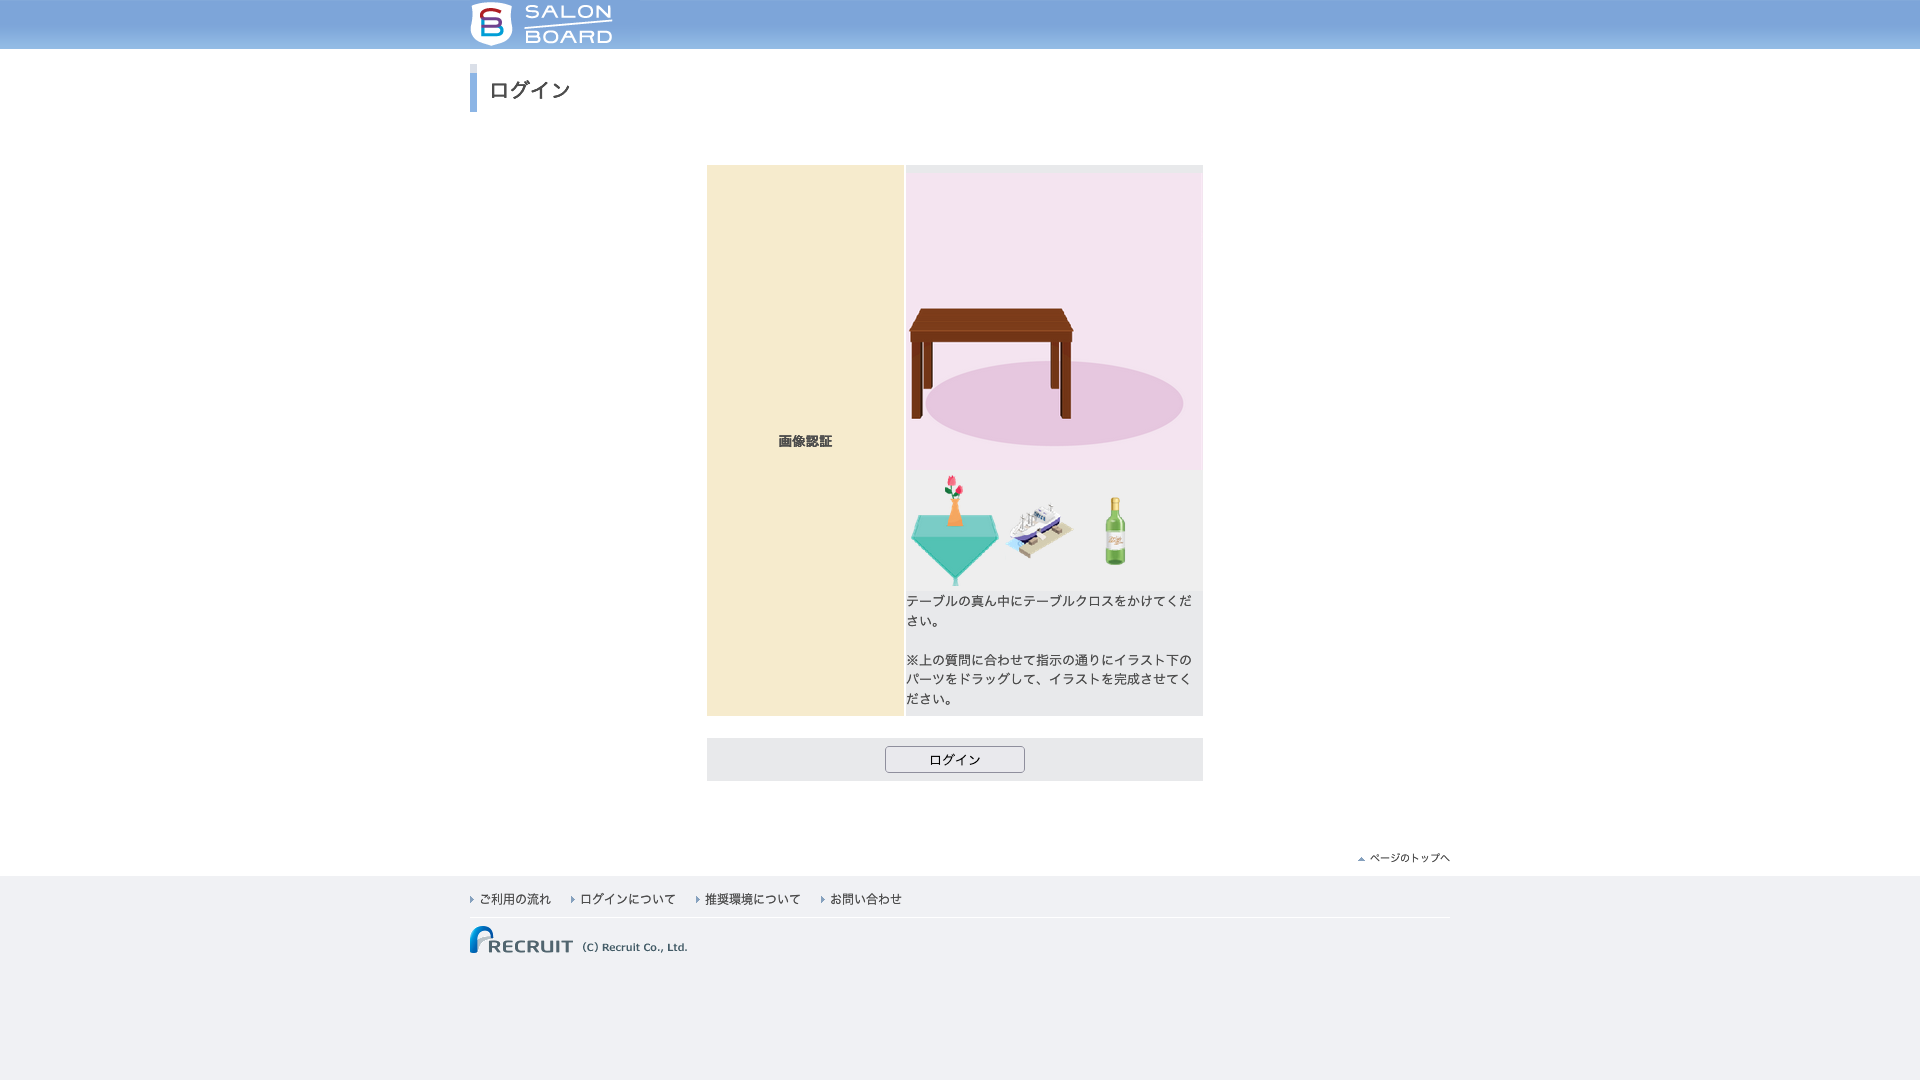 SALON
BOARD
ログイン
画像認証
テーブルの真ん中にテーブルクロスをかけてくだ
さい。
※上の質問に合わせて指示の通りにイラスト下の
パーツをドラッグして、イラストを完成させてく
ださい。
ログイン
ページのトップへ
ご利用の流れ
ログインについて
推奨環境について
お問い合わせ
RECRUIT (C) Recruit Co., Ltd.